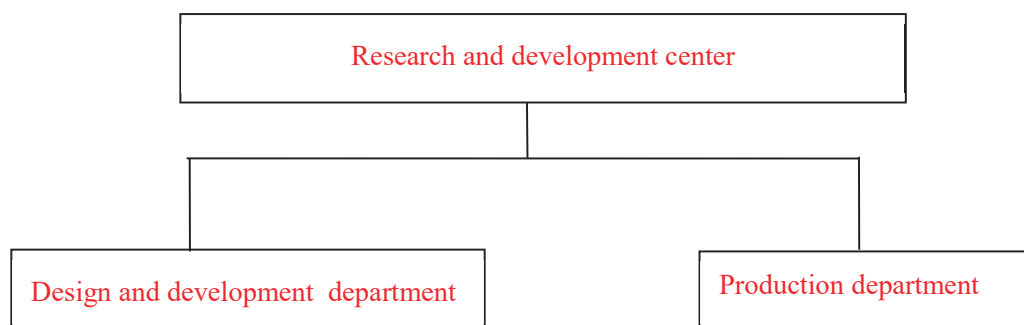 Research and development center
Design and development department
Production department